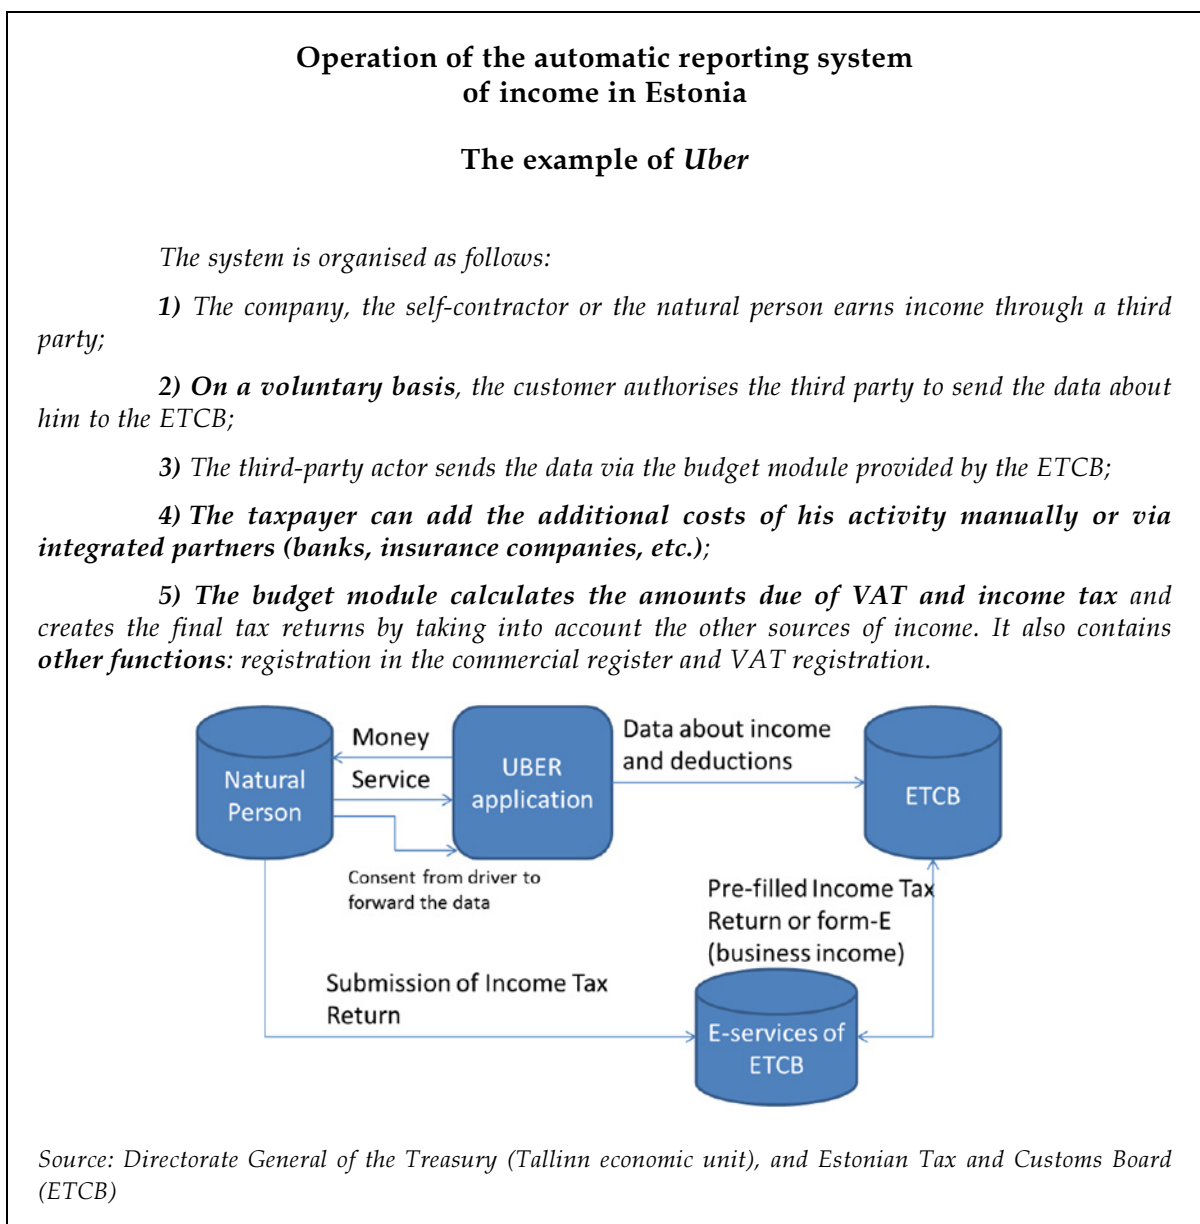 Operation of the automatic reporting system
of income in Estonia
The example of Uber
The system is organised as follows:
1) The company, the self-contractor or the natural person earns income through a third
party;
2) On a voluntary basis, the customer authorises the third party to send the data about
him to the ETCB;
3) The third-party actor sends the data via the budget module provided by the ETCB;
4) The taxpayer can add the additional costs of his activity manually or via
integrated partners (banks, insurance companies, etc.);
5) The budget module calculates the amounts due of VAT and income tax and
creates the final tax returns by taking into account the other sources of income. It also contains
other functions: registration in the commercial register and VAT registration.
Natural
Person
Money
Service
UBER
application
Data about income
and deductions
ETCB
Consent from driver to
forward the data
Pre-filled Income Tax
Return or form-E
(business income)
Submission of Income Tax
Return
E-services of
ETCB
Source: Directorate General of the Treasury (Tallinn economic unit), and Estonian Tax and Customs Board
(ETCB)